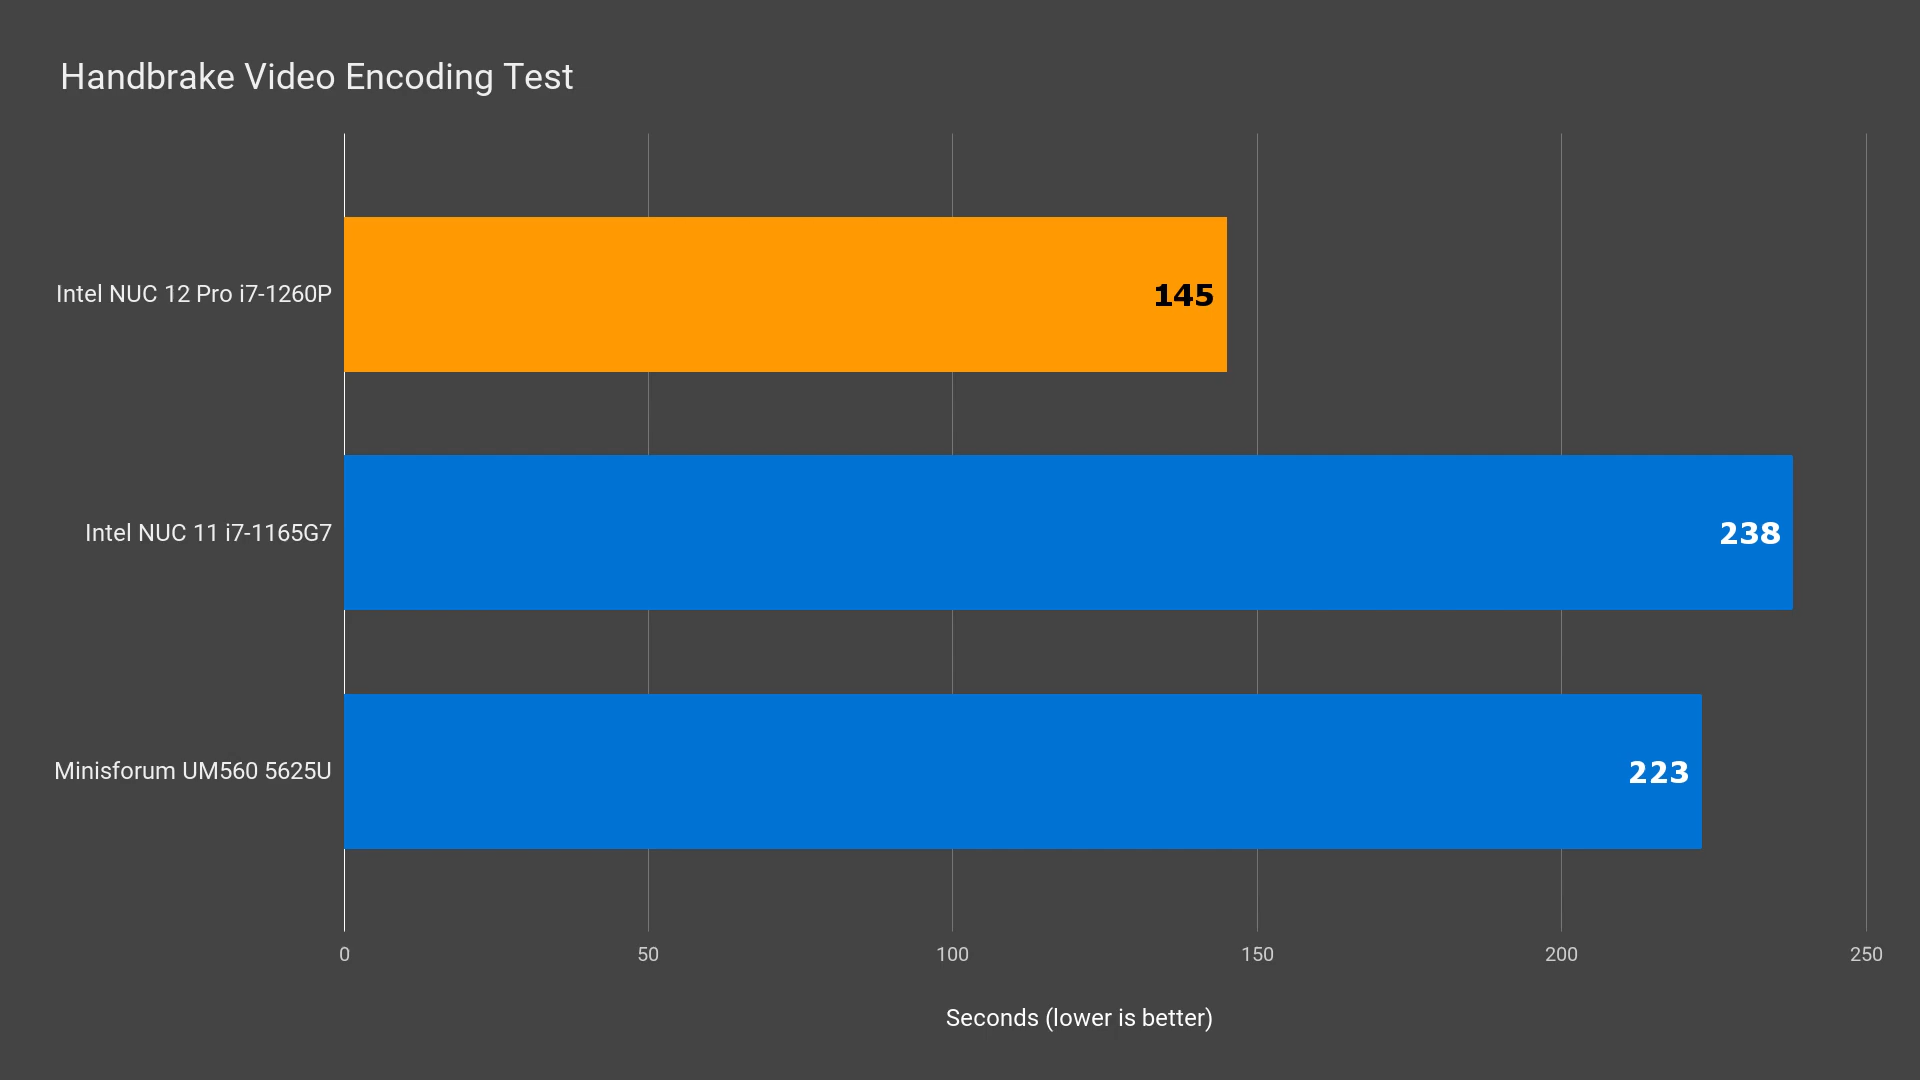 Handbrake Video Encoding Test
Intel NUC 12 Pro i7-1260P
145
Intel NUC 11 i7-1165G7
238
Minisforum UM560 5625U
223
0 50 100 150 200 250
Seconds (lower is better)